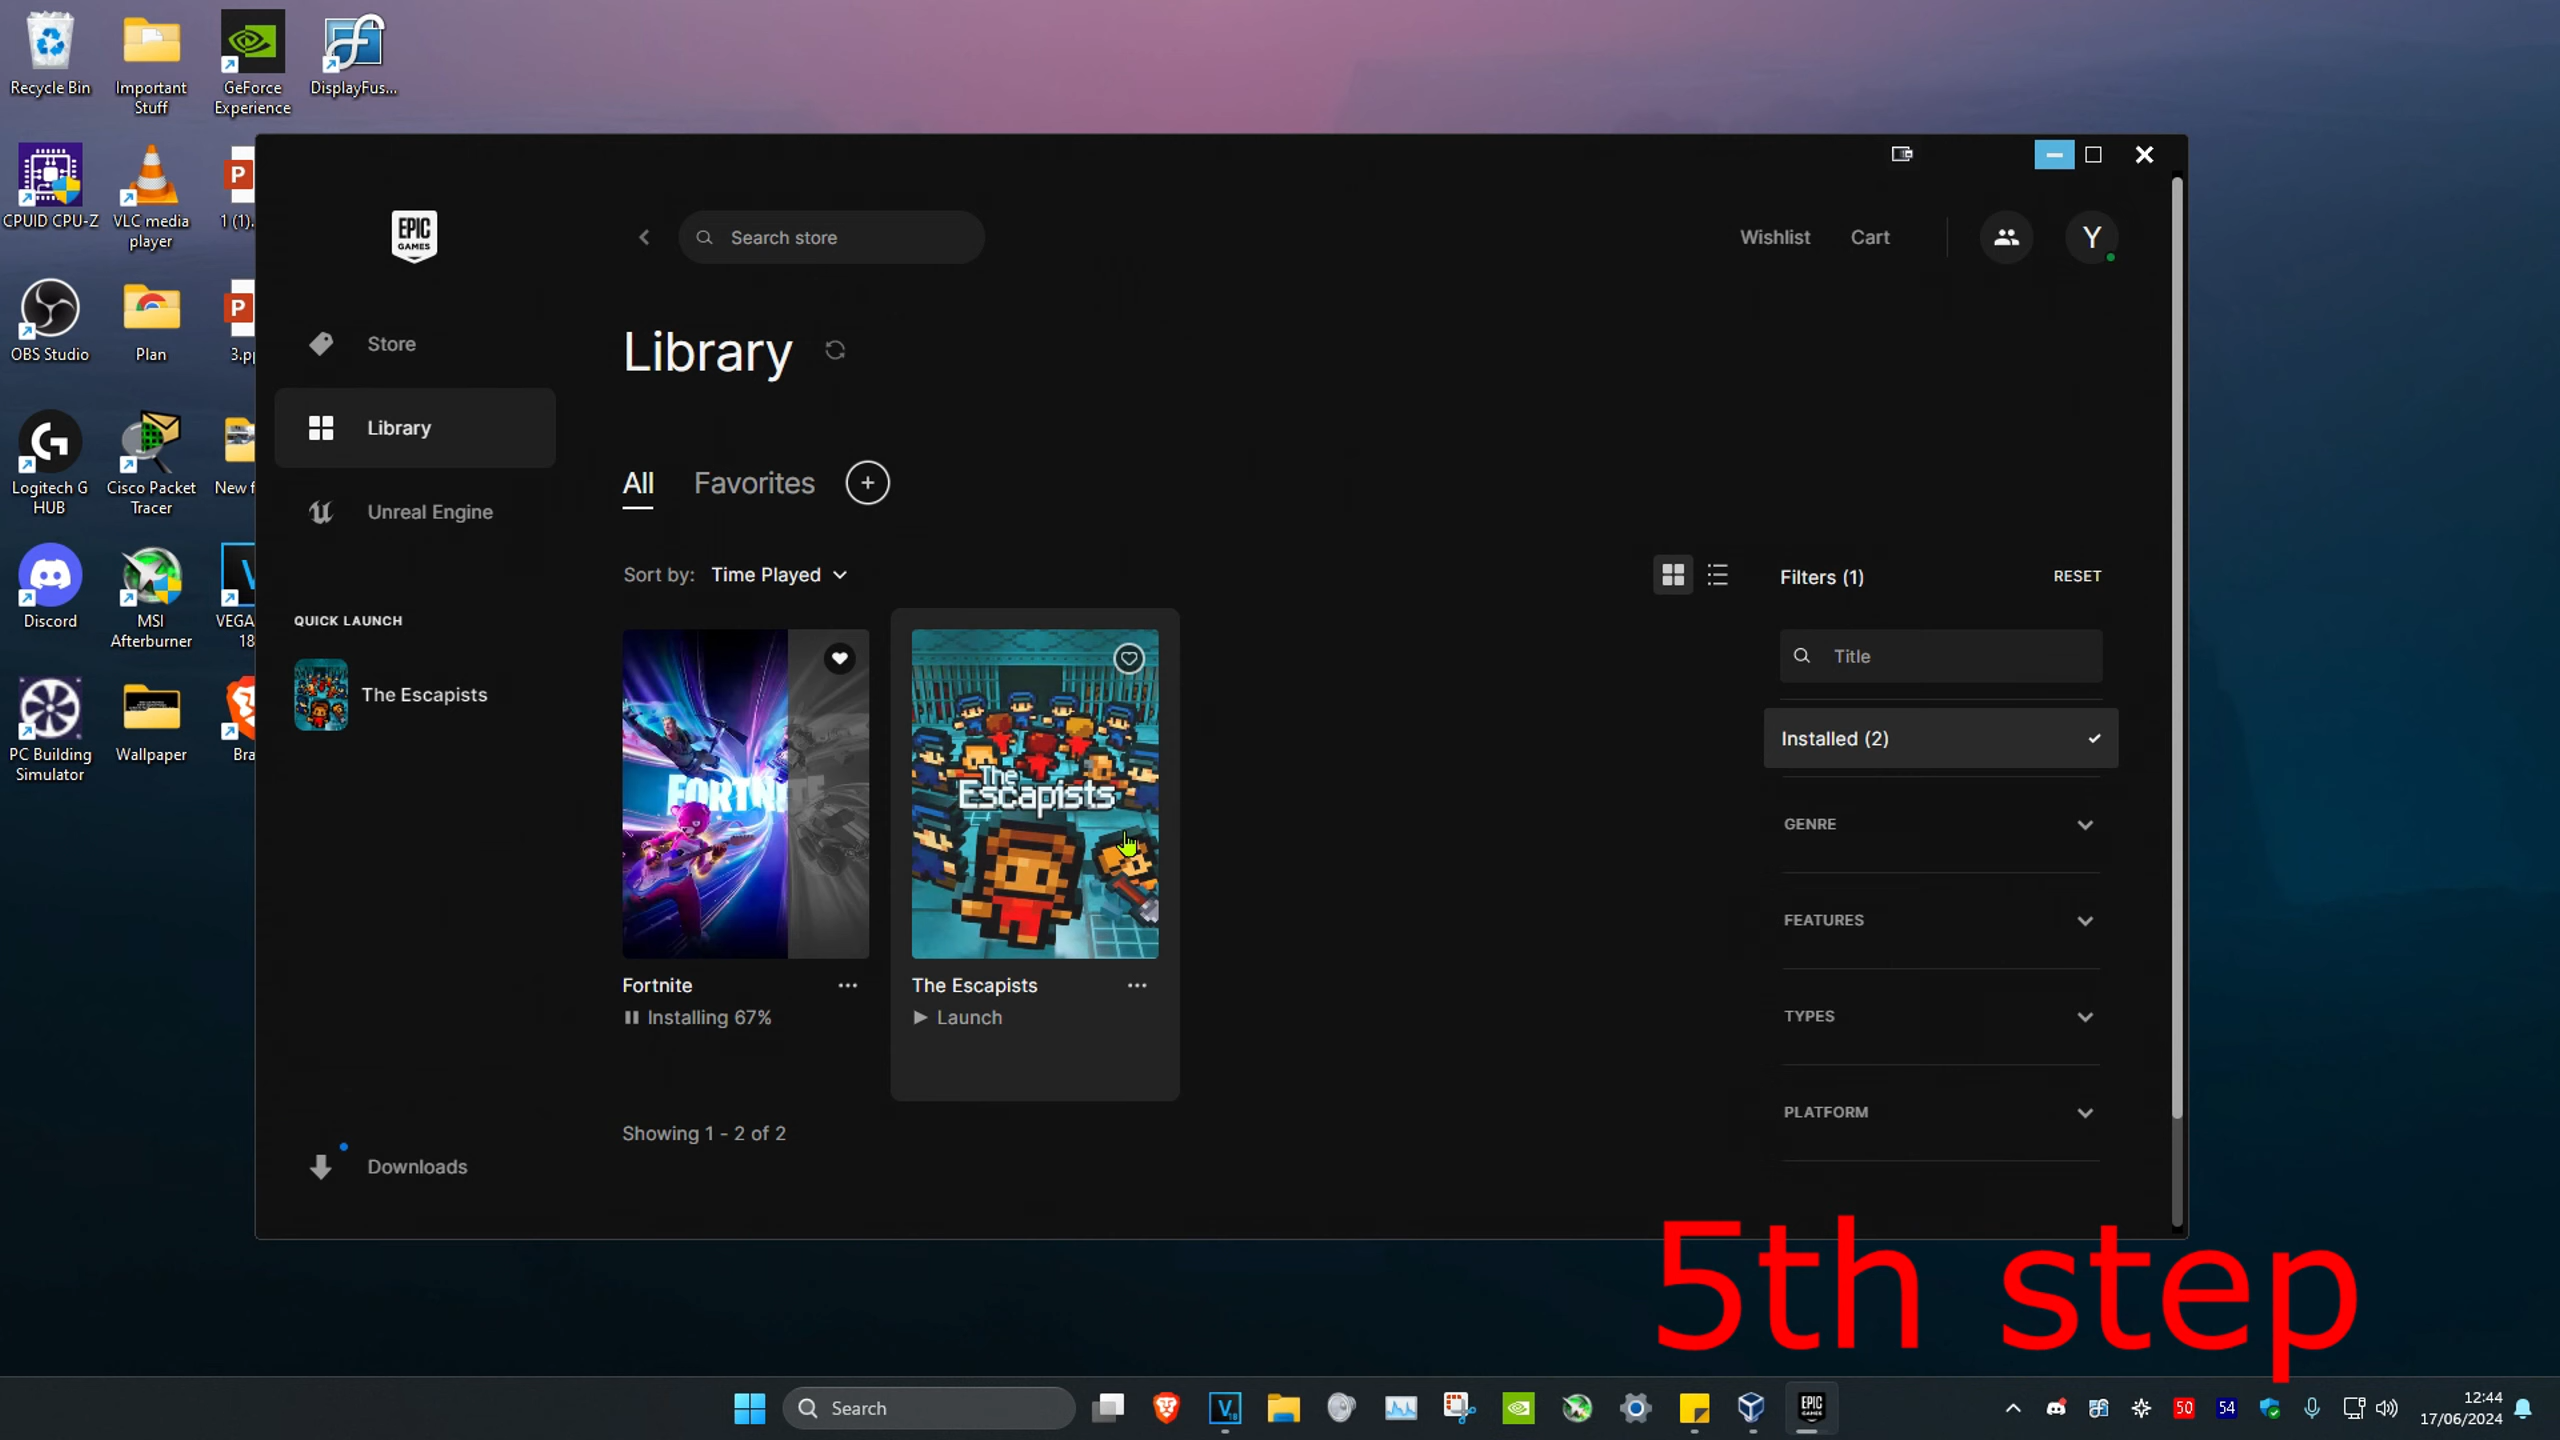 Recycle Bin
Important
Stuff
GeForce
Experience
DisplayFus...
CPUID CPU-Z
VLC media
player
1 (1).
OBS Studio
Plan
3.pp
Logitech G
HUB
Cisco Packet
Tracer
New f
Discord
MSI
Afterburner
VEGA
18
PC Building
Simulator
Wallpaper
Bra
EPIC
GAMES
Search store
Wishlist
Cart
Y
Store
Library
Unreal Engine
QUICK LAUNCH
The Escapists
Downloads
Library
All
Favorites
Sort by: Time Played
FORTNITE
The
Escapists
Fortnite
Installing 67%
The Escapists
Launch
Showing 1 - 2 of 2
Filters (1)
RESET
Title
Installed (2)
GENRE
FEATURES
TYPES
PLATFORM
5th step
Search
50
54
12:44
17/06/2024